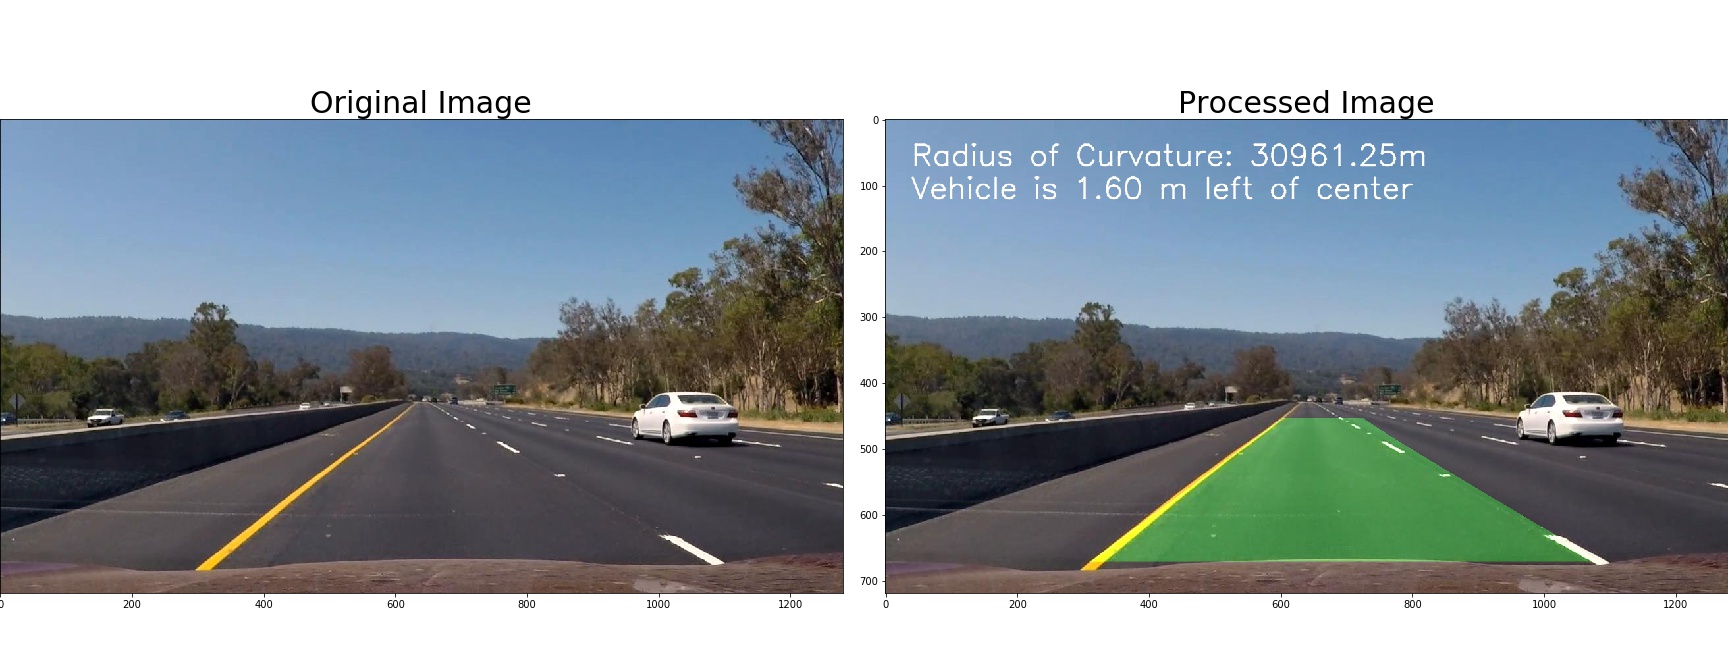 Original Image
Processed Image
Radius of Curvature: 30961.25m
Vehicle is 1.60 m left of center
0
100
200
300
400
500
600
700
0 200 400 600 800 1000 1200
0 200 400 600 800 1000 1200